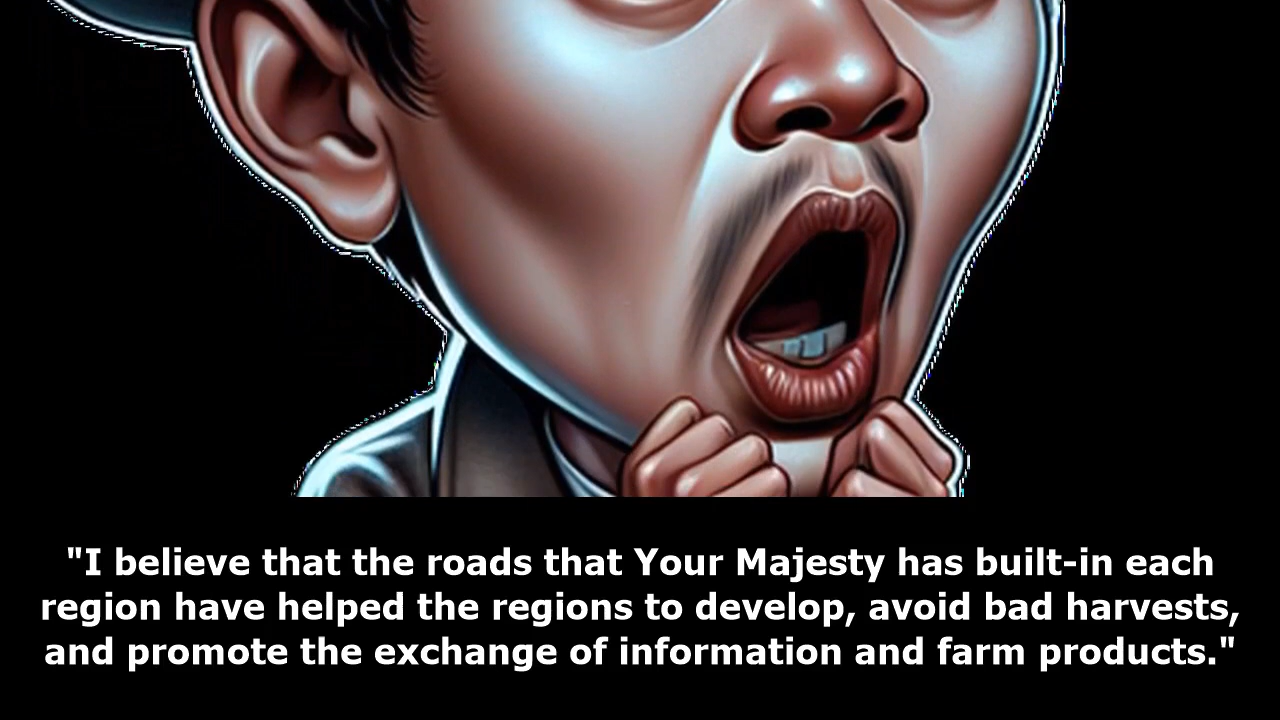 "I believe that the roads that Your Majesty has built-in each
region have helped the regions to develop, avoid bad harvests,
and promote the exchange of information and farm products."